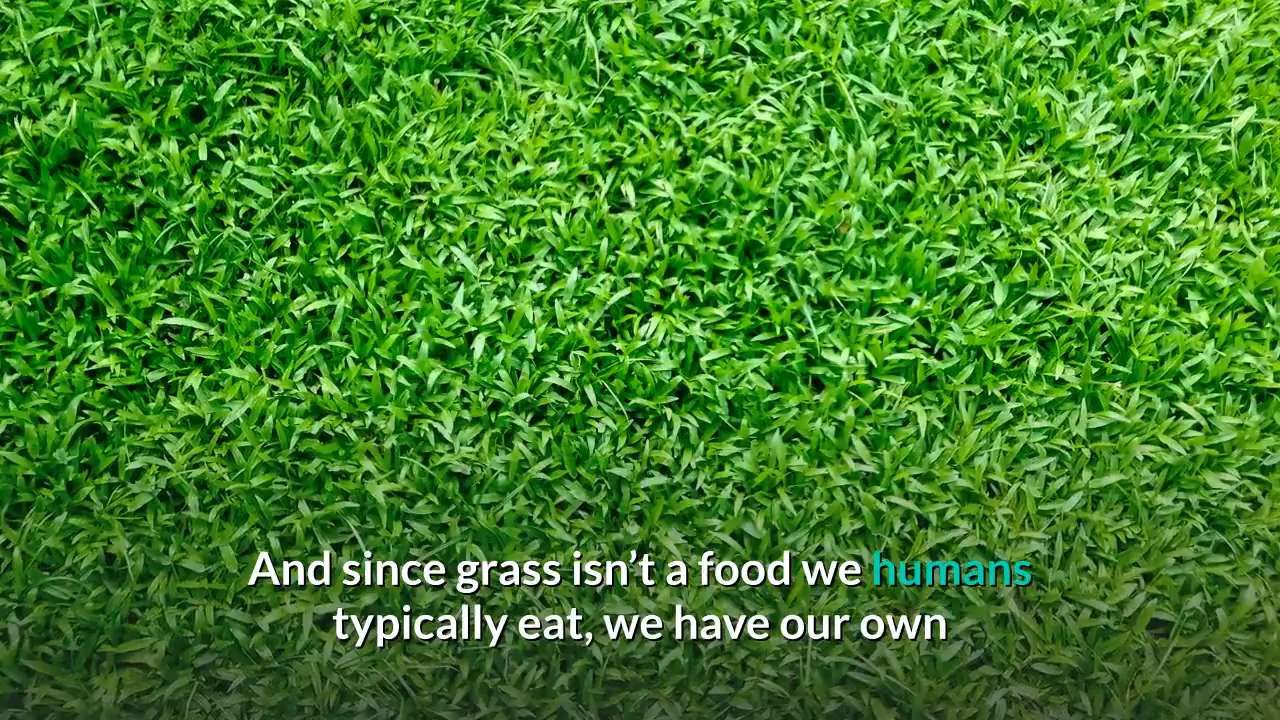 And since grass isn’t a food we humans
typically eat, we have our own